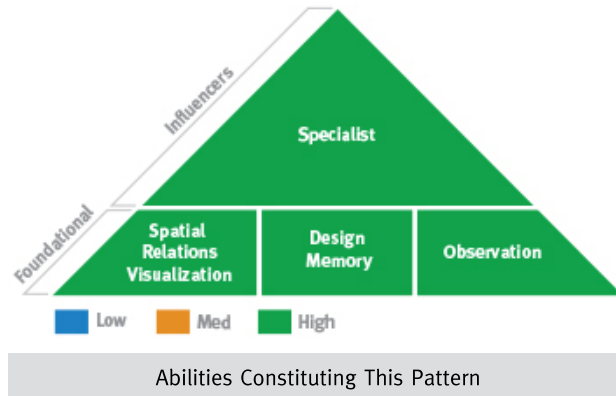 Influencers
Specialist
Foundational
Spatial
Relations
Visualization
Design
Memory
Observation
Low
Med
High
Abilities Constituting This Pattern